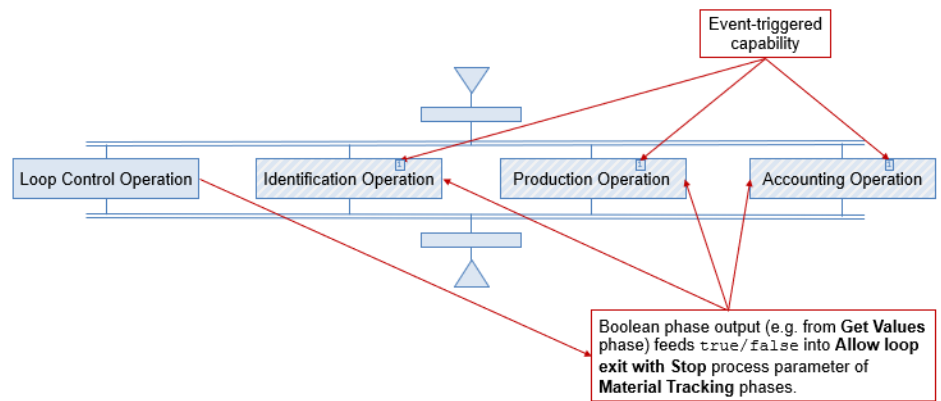 Event-triggered
capability
Loop Control Operation
Identification Operation
Production Operation
Accounting Operation
Boolean phase output (e.g. from Get Values
phase) feeds true/false into Allow loop
exit with Stop process parameter of
Material Tracking phases.